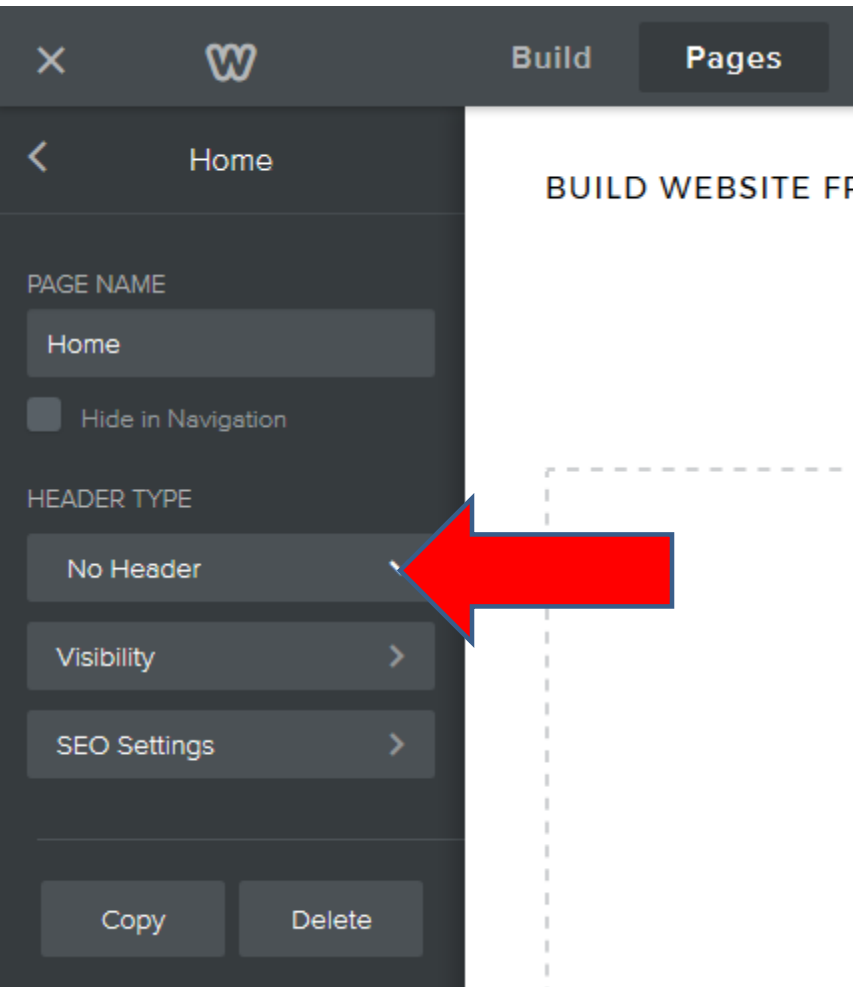 Build Pages
Home
BUILD WEBSITE
PAGE NAME
Home
Hide in Navigation
HEADER TYPE
No Header
Visibility
SEO Settings
Copy Delete